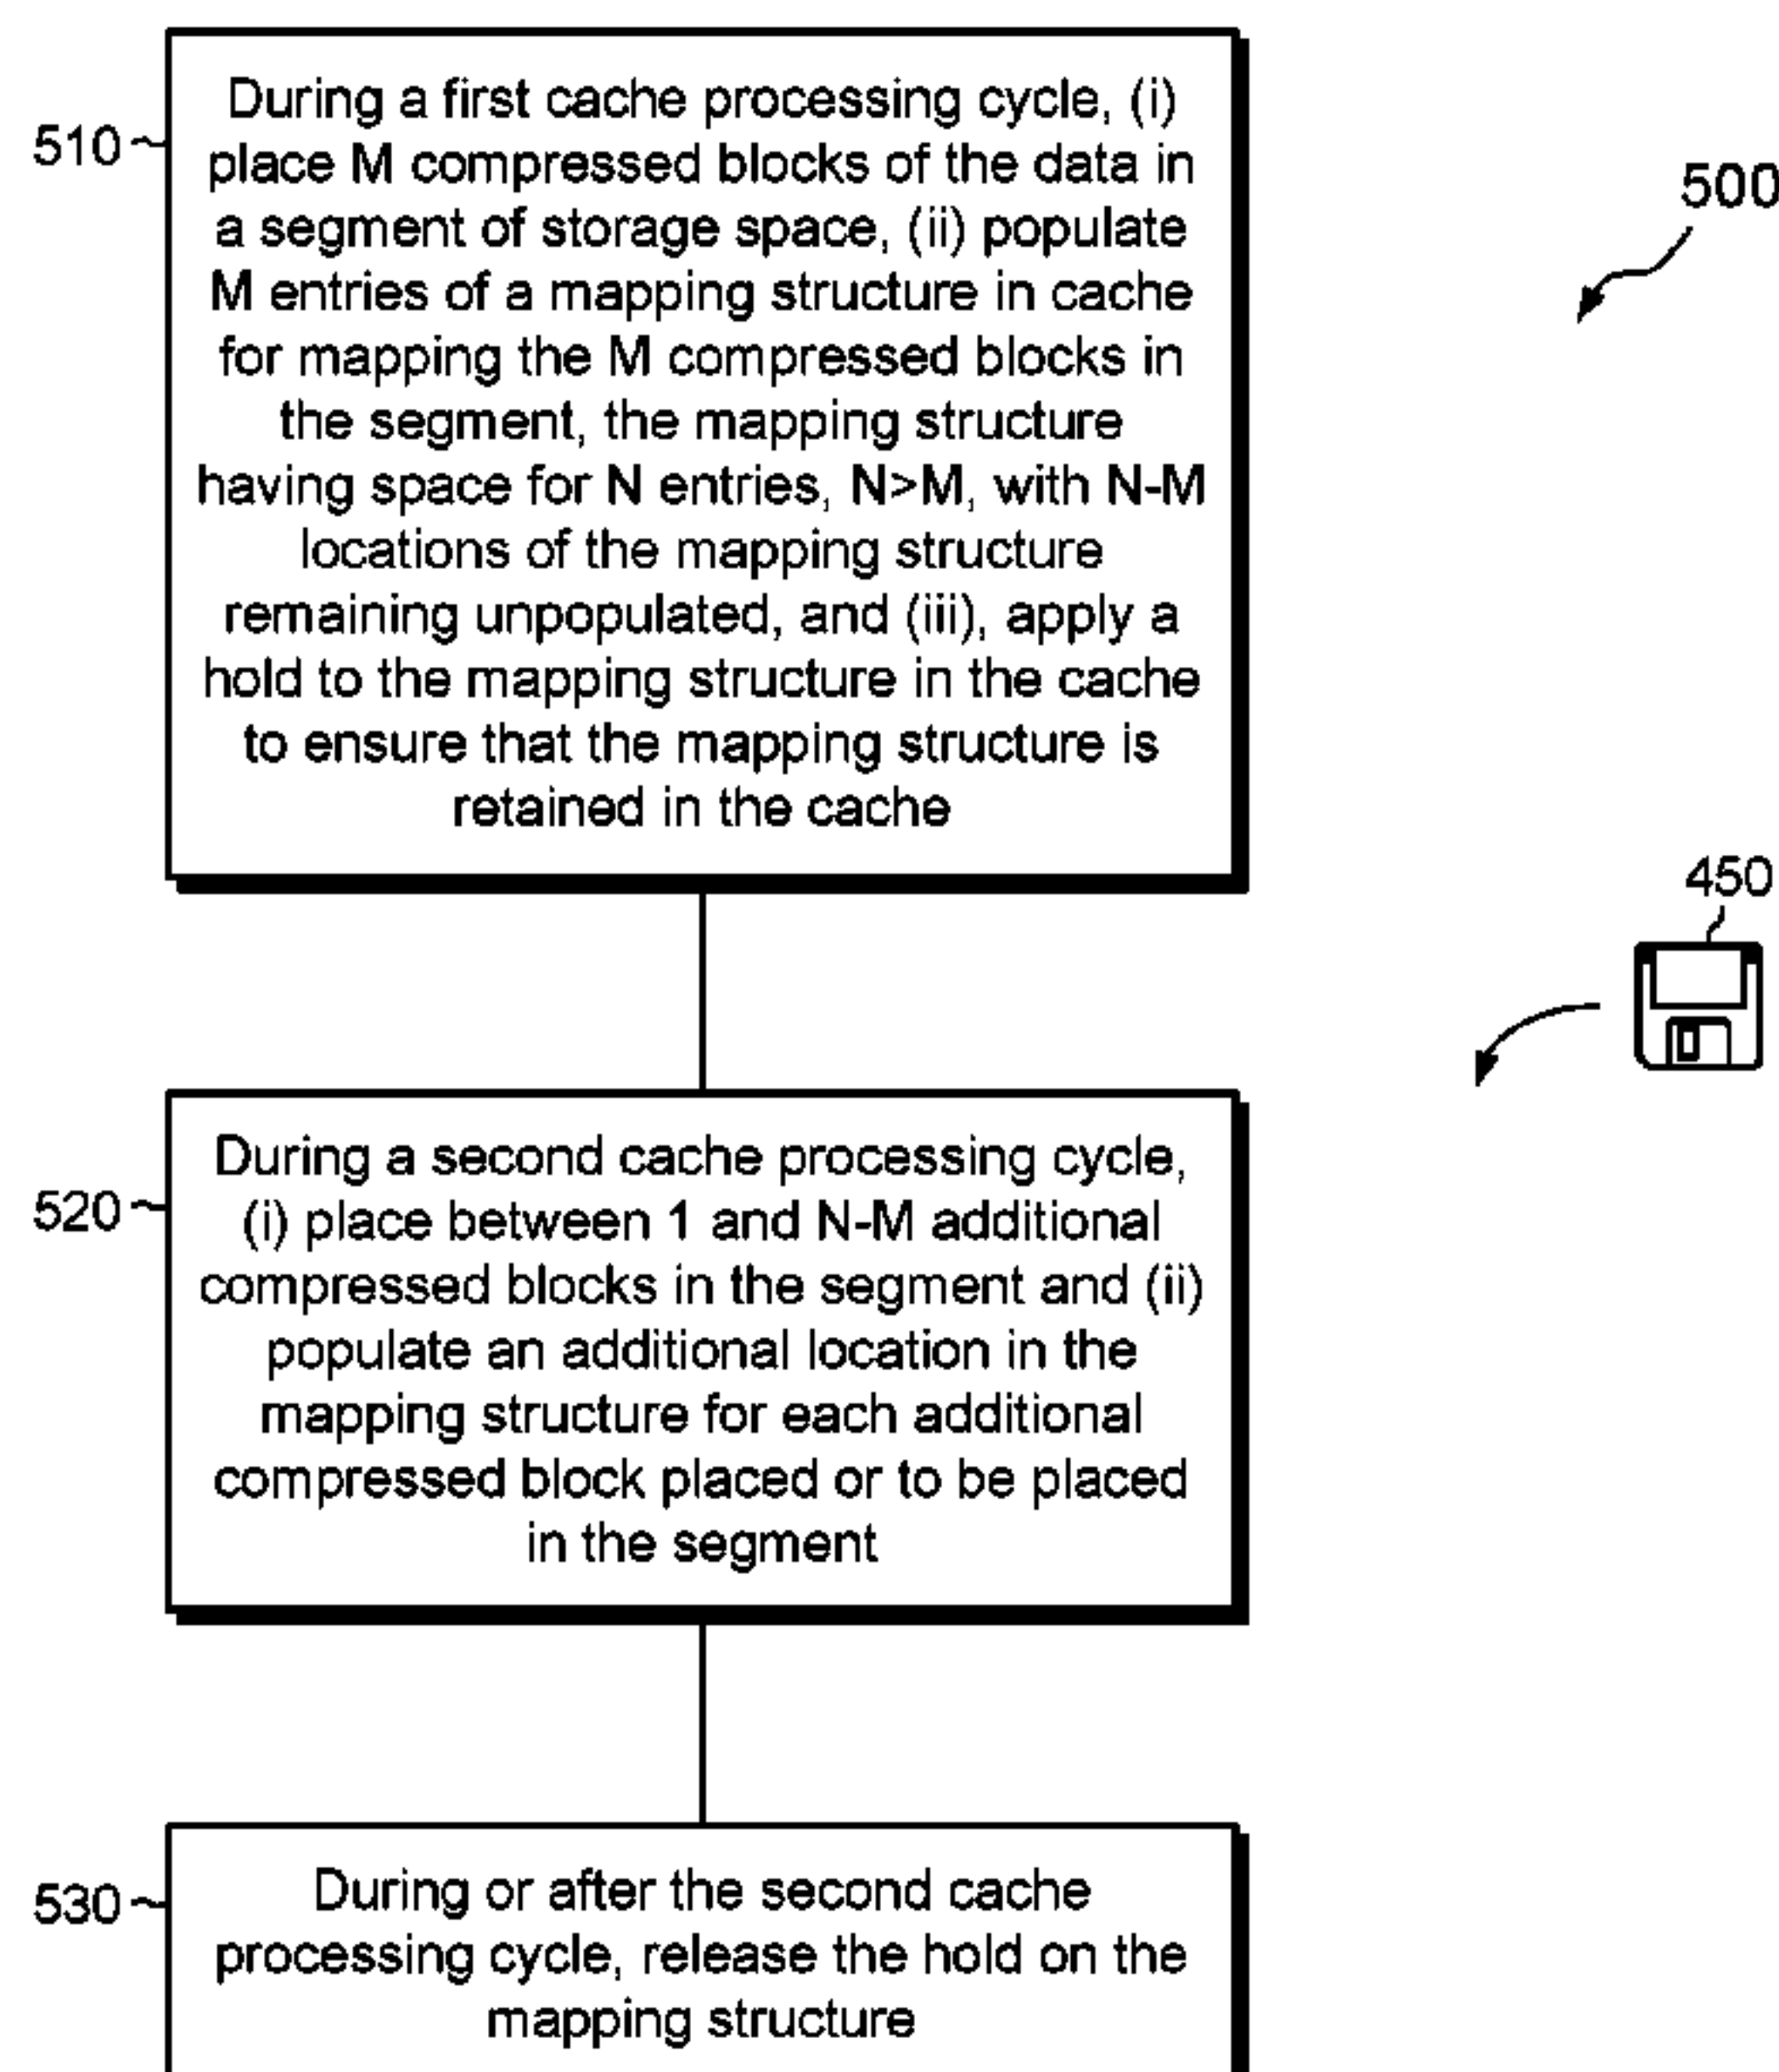 510
During a first cache processing cycle, (i)
place M compressed blocks of the data in
a segment of storage space, (ii) populate
M entries of a mapping structure in cache
for mapping the M compressed blocks in
the segment, the mapping structure
having space for N entries, N>M, with N-M
locations of the mapping structure
remaining unpopulated, and (iii), apply a
hold to the mapping structure in the cache
to ensure that the mapping structure is
retained in the cache
500
450
520
During a second cache processing cycle,
(i) place between 1 and N-M additional
compressed blocks in the segment and (ii)
populate an additional location in the
mapping structure for each additional
compressed block placed or to be placed
in the segment
530
During or after the second cache
processing cycle, release the hold on the
mapping structure